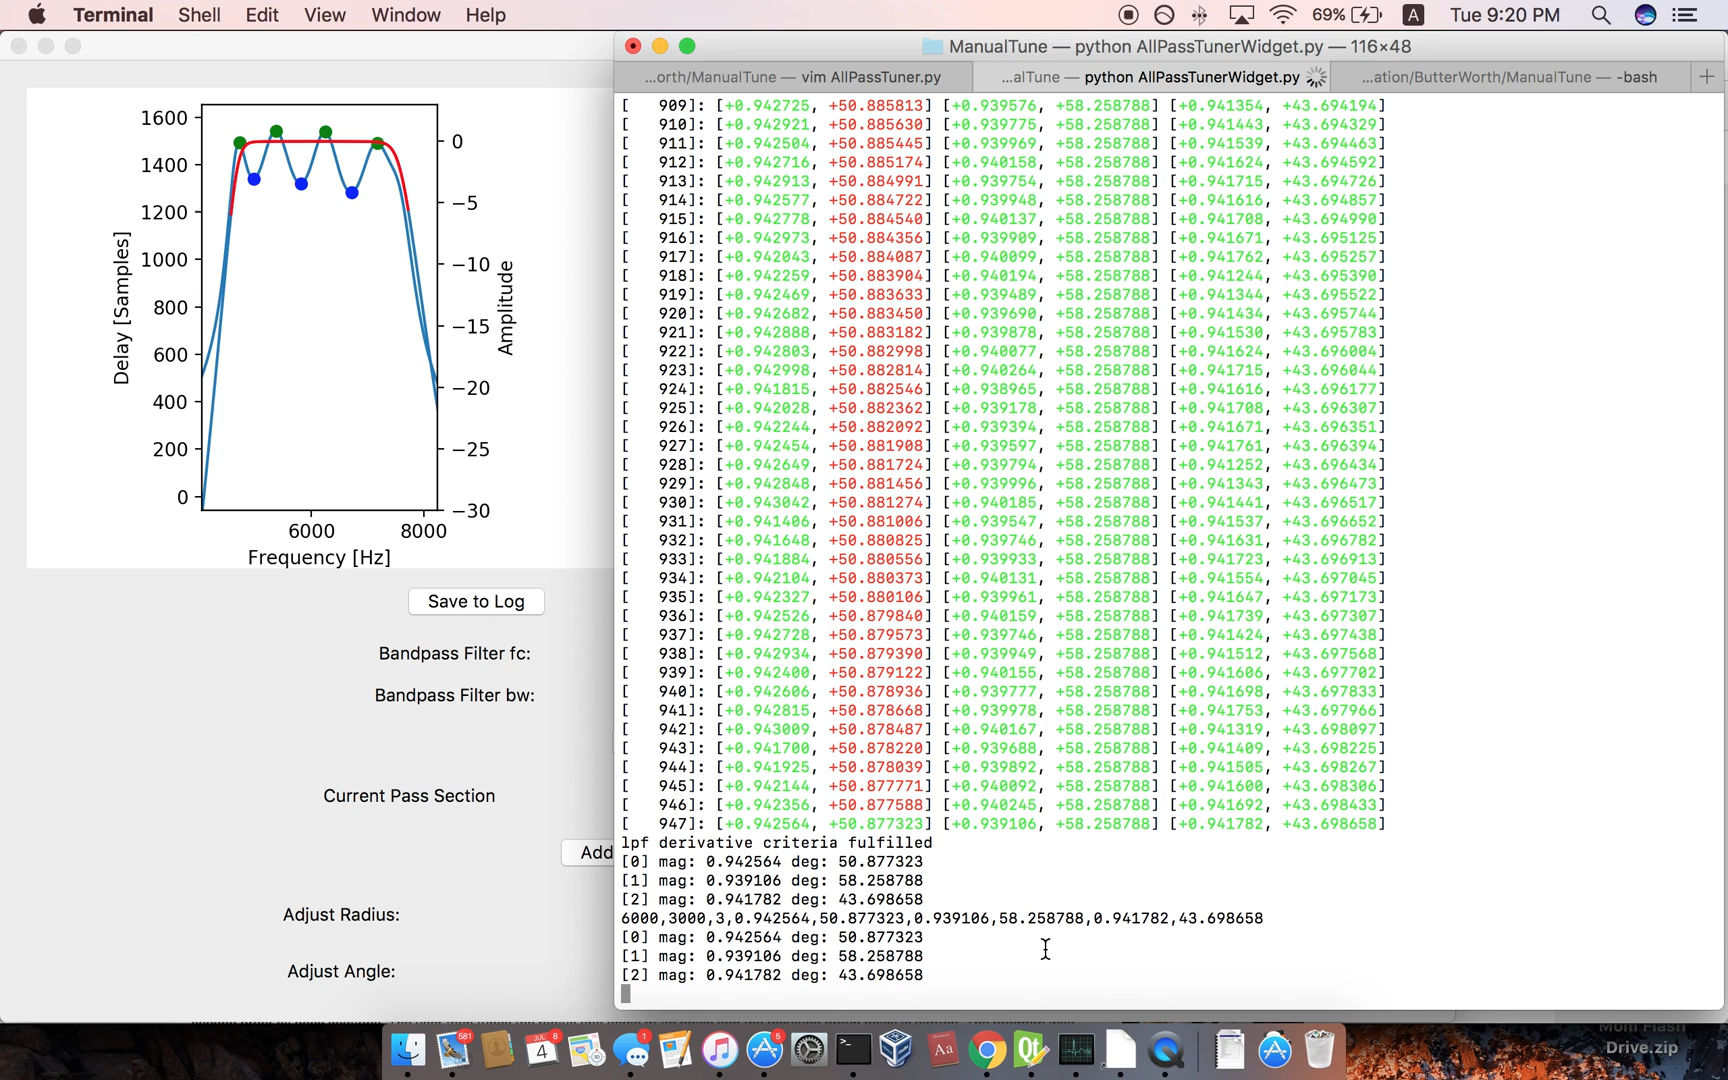 Terminal Shell Edit View Window Help 69% A Tue 9:20 PM
ManualTune — python AllPassTunerWidget.py — 116×48
...orth/ManualTune — vim AllPassTuner.py ...alTune — python AllPassTunerWidget.py ...ation/ButterWorth/ManualTune — -bash
1600
1400
1200
1000
800
600
400
200
0
Delay [Samples]
0
−5
−10
−15
−20
−25
−30
Amplitude
6000 8000
Frequency [Hz]
Save to Log
Bandpass Filter fc:
Bandpass Filter bw:
Current Pass Section
Add
Adjust Radius:
Adjust Angle:
[ 909]: [+0.942725, +50.885813] [+0.939576, +58.258788] [+0.941354, +43.694194]
[ 910]: [+0.942921, +50.885630] [+0.939775, +58.258788] [+0.941443, +43.694329]
[ 911]: [+0.942504, +50.885445] [+0.939969, +58.258788] [+0.941539, +43.694463]
[ 912]: [+0.942716, +50.885174] [+0.940158, +58.258788] [+0.941624, +43.694592]
[ 913]: [+0.942913, +50.884991] [+0.939754, +58.258788] [+0.941715, +43.694726]
[ 914]: [+0.942577, +50.884722] [+0.939948, +58.258788] [+0.941616, +43.694857]
[ 915]: [+0.942778, +50.884540] [+0.940137, +58.258788] [+0.941708, +43.694990]
[ 916]: [+0.942973, +50.884356] [+0.939909, +58.258788] [+0.941671, +43.695125]
[ 917]: [+0.942043, +50.884087] [+0.940099, +58.258788] [+0.941762, +43.695257]
[ 918]: [+0.942259, +50.883904] [+0.940194, +58.258788] [+0.941244, +43.695390]
[ 919]: [+0.942469, +50.883633] [+0.939489, +58.258788] [+0.941344, +43.695522]
[ 920]: [+0.942682, +50.883450] [+0.939690, +58.258788] [+0.941434, +43.695744]
[ 921]: [+0.942888, +50.883182] [+0.939878, +58.258788] [+0.941530, +43.695783]
[ 922]: [+0.942803, +50.882998] [+0.940077, +58.258788] [+0.941624, +43.696004]
[ 923]: [+0.942998, +50.882814] [+0.940264, +58.258788] [+0.941715, +43.696044]
[ 924]: [+0.941815, +50.882546] [+0.938965, +58.258788] [+0.941616, +43.696177]
[ 925]: [+0.942028, +50.882362] [+0.939178, +58.258788] [+0.941708, +43.696307]
[ 926]: [+0.942244, +50.882092] [+0.939394, +58.258788] [+0.941671, +43.696351]
[ 927]: [+0.942454, +50.881908] [+0.939597, +58.258788] [+0.941761, +43.696394]
[ 928]: [+0.942649, +50.881724] [+0.939794, +58.258788] [+0.941252, +43.696434]
[ 929]: [+0.942848, +50.881456] [+0.939996, +58.258788] [+0.941343, +43.696473]
[ 930]: [+0.943042, +50.881274] [+0.940185, +58.258788] [+0.941441, +43.696517]
[ 931]: [+0.941406, +50.881006] [+0.939547, +58.258788] [+0.941537, +43.696652]
[ 932]: [+0.941648, +50.880825] [+0.939746, +58.258788] [+0.941631, +43.696782]
[ 933]: [+0.941884, +50.880556] [+0.939933, +58.258788] [+0.941723, +43.696913]
[ 934]: [+0.942104, +50.880373] [+0.940131, +58.258788] [+0.941554, +43.697045]
[ 935]: [+0.942327, +50.880106] [+0.939961, +58.258788] [+0.941647, +43.697173]
[ 936]: [+0.942526, +50.879840] [+0.940159, +58.258788] [+0.941739, +43.697307]
[ 937]: [+0.942728, +50.879573] [+0.939746, +58.258788] [+0.941424, +43.697438]
[ 938]: [+0.942934, +50.879390] [+0.939949, +58.258788] [+0.941512, +43.697568]
[ 939]: [+0.942400, +50.879122] [+0.940155, +58.258788] [+0.941606, +43.697702]
[ 940]: [+0.942606, +50.878936] [+0.939777, +58.258788] [+0.941698, +43.697833]
[ 941]: [+0.942815, +50.878668] [+0.939978, +58.258788] [+0.941753, +43.697966]
[ 942]: [+0.943009, +50.878487] [+0.940167, +58.258788] [+0.941319, +43.698097]
[ 943]: [+0.941700, +50.878220] [+0.939688, +58.258788] [+0.941409, +43.698225]
[ 944]: [+0.941925, +50.878039] [+0.939892, +58.258788] [+0.941505, +43.698267]
[ 945]: [+0.942144, +50.877771] [+0.940092, +58.258788] [+0.941600, +43.698306]
[ 946]: [+0.942356, +50.877588] [+0.940245, +58.258788] [+0.941692, +43.698433]
[ 947]: [+0.942564, +50.877323] [+0.939106, +58.258788] [+0.941782, +43.698658]
lpf derivative criteria fulfilled
[0] mag: 0.942564 deg: 50.877323
[1] mag: 0.939106 deg: 58.258788
[2] mag: 0.941782 deg: 43.698658
6000,3000,3,0.942564,50.877323,0.939106,58.258788,0.941782,43.698658
[0] mag: 0.942564 deg: 50.877323
[1] mag: 0.939106 deg: 58.258788
[2] mag: 0.941782 deg: 43.698658
Mom Flash
Drive.zip
581 JUL 8 4 1 5 Aa Qt